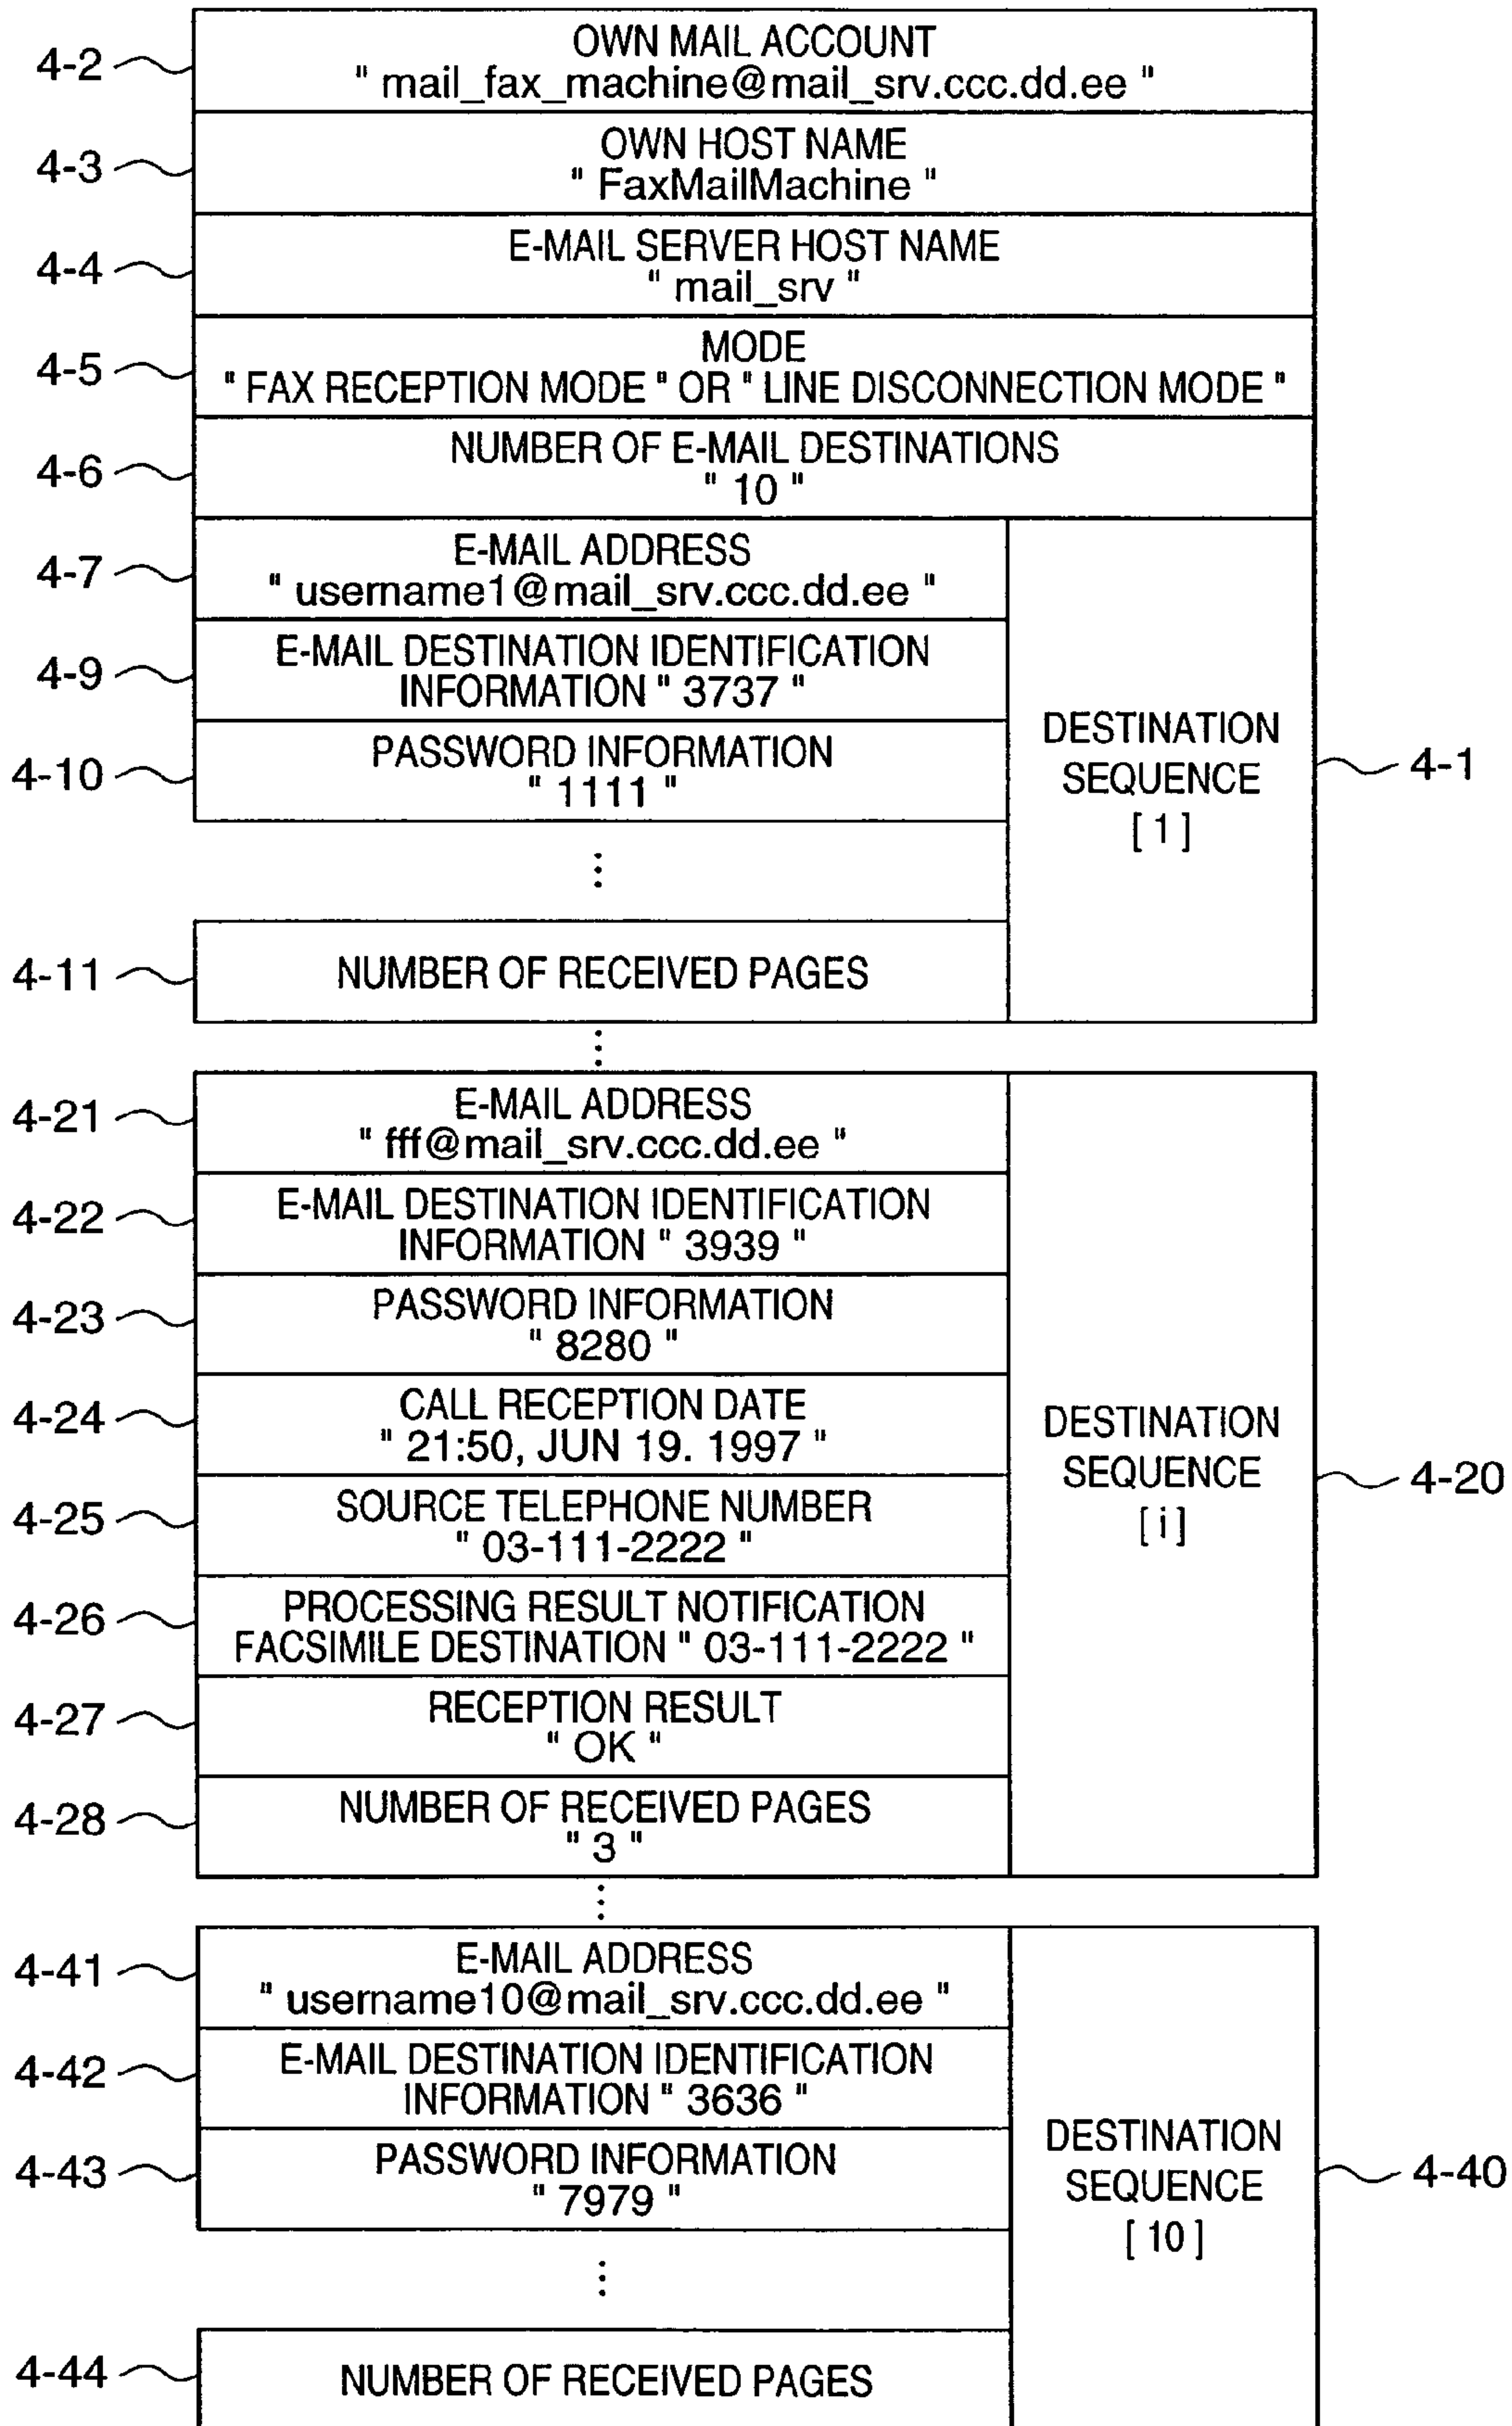 4-2
OWN MAIL ACCOUNT
" mail_fax_machine@mail_srv.ccc.dd.ee "
4-3
OWN HOST NAME
" FaxMailMachine "
4-4
E-MAIL SERVER HOST NAME
" mail_srv "
4-5
MODE
" FAX RECEPTION MODE " OR " LINE DISCONNECTION MODE "
4-6
NUMBER OF E-MAIL DESTINATIONS
" 10 "
4-7
E-MAIL ADDRESS
" username1@mail_srv.ccc.dd.ee "
4-9
E-MAIL DESTINATION IDENTIFICATION
INFORMATION " 3737 "
4-10
PASSWORD INFORMATION
" 1111 "
⋮
4-11
NUMBER OF RECEIVED PAGES
DESTINATION
SEQUENCE
[ 1 ]
4-1
⋮
4-21
E-MAIL ADDRESS
" fff@mail_srv.ccc.dd.ee "
4-22
E-MAIL DESTINATION IDENTIFICATION
INFORMATION " 3939 "
4-23
PASSWORD INFORMATION
" 8280 "
4-24
CALL RECEPTION DATE
" 21:50, JUN 19. 1997 "
4-25
SOURCE TELEPHONE NUMBER
" 03-111-2222 "
4-26
PROCESSING RESULT NOTIFICATION
FACSIMILE DESTINATION " 03-111-2222 "
4-27
RECEPTION RESULT
" OK "
4-28
NUMBER OF RECEIVED PAGES
" 3 "
DESTINATION
SEQUENCE
[ i ]
4-20
⋮
4-41
E-MAIL ADDRESS
" username10@mail_srv.ccc.dd.ee "
4-42
E-MAIL DESTINATION IDENTIFICATION
INFORMATION " 3636 "
4-43
PASSWORD INFORMATION
" 7979 "
⋮
4-44
NUMBER OF RECEIVED PAGES
DESTINATION
SEQUENCE
[ 10 ]
4-40